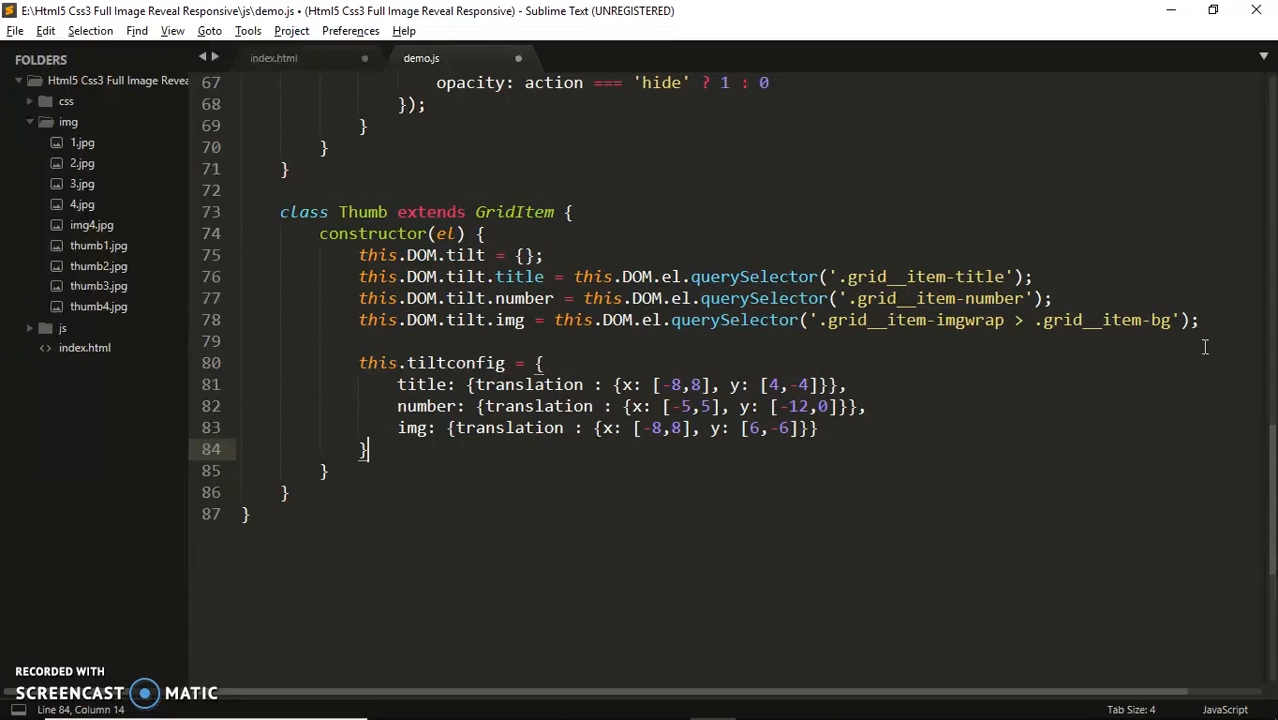 E:\Html5 Css3 Full Image Reveal Responsive\js\demo.js • (Html5 Css3 Full Image Reveal Responsive) - Sublime Text (UNREGISTERED)
File Edit Selection Find View Goto Tools Project Preferences Help
FOLDERS
Html5 Css3 Full Image Revea
css
img
1.jpg
2.jpg
3.jpg
4.jpg
img4.jpg
thumb1.jpg
thumb2.jpg
thumb3.jpg
thumb4.jpg
js
index.html
index.html demo.js
67 opacity: action === 'hide' ? 1 : 0
68 });
69 }
70 }
71 }
72
73 class Thumb extends GridItem {
74 constructor(el) {
75 this.DOM.tilt = {};
76 this.DOM.tilt.title = this.DOM.el.querySelector('.grid__item-title');
77 this.DOM.tilt.number = this.DOM.el.querySelector('.grid__item-number');
78 this.DOM.tilt.img = this.DOM.el.querySelector('.grid__item-imgwrap > .grid__item-bg');
79
80 this.tiltconfig = {
81 title: {translation : {x: [-8,8], y: [4,-4]}},
82 number: {translation : {x: [-5,5], y: [-12,0]}},
83 img: {translation : {x: [-8,8], y: [6,-6]}}
84 }
85 }
86 }
87 }
RECORDED WITH
SCREENCAST MATIC
Line 84, Column 14 Tab Size: 4 JavaScript